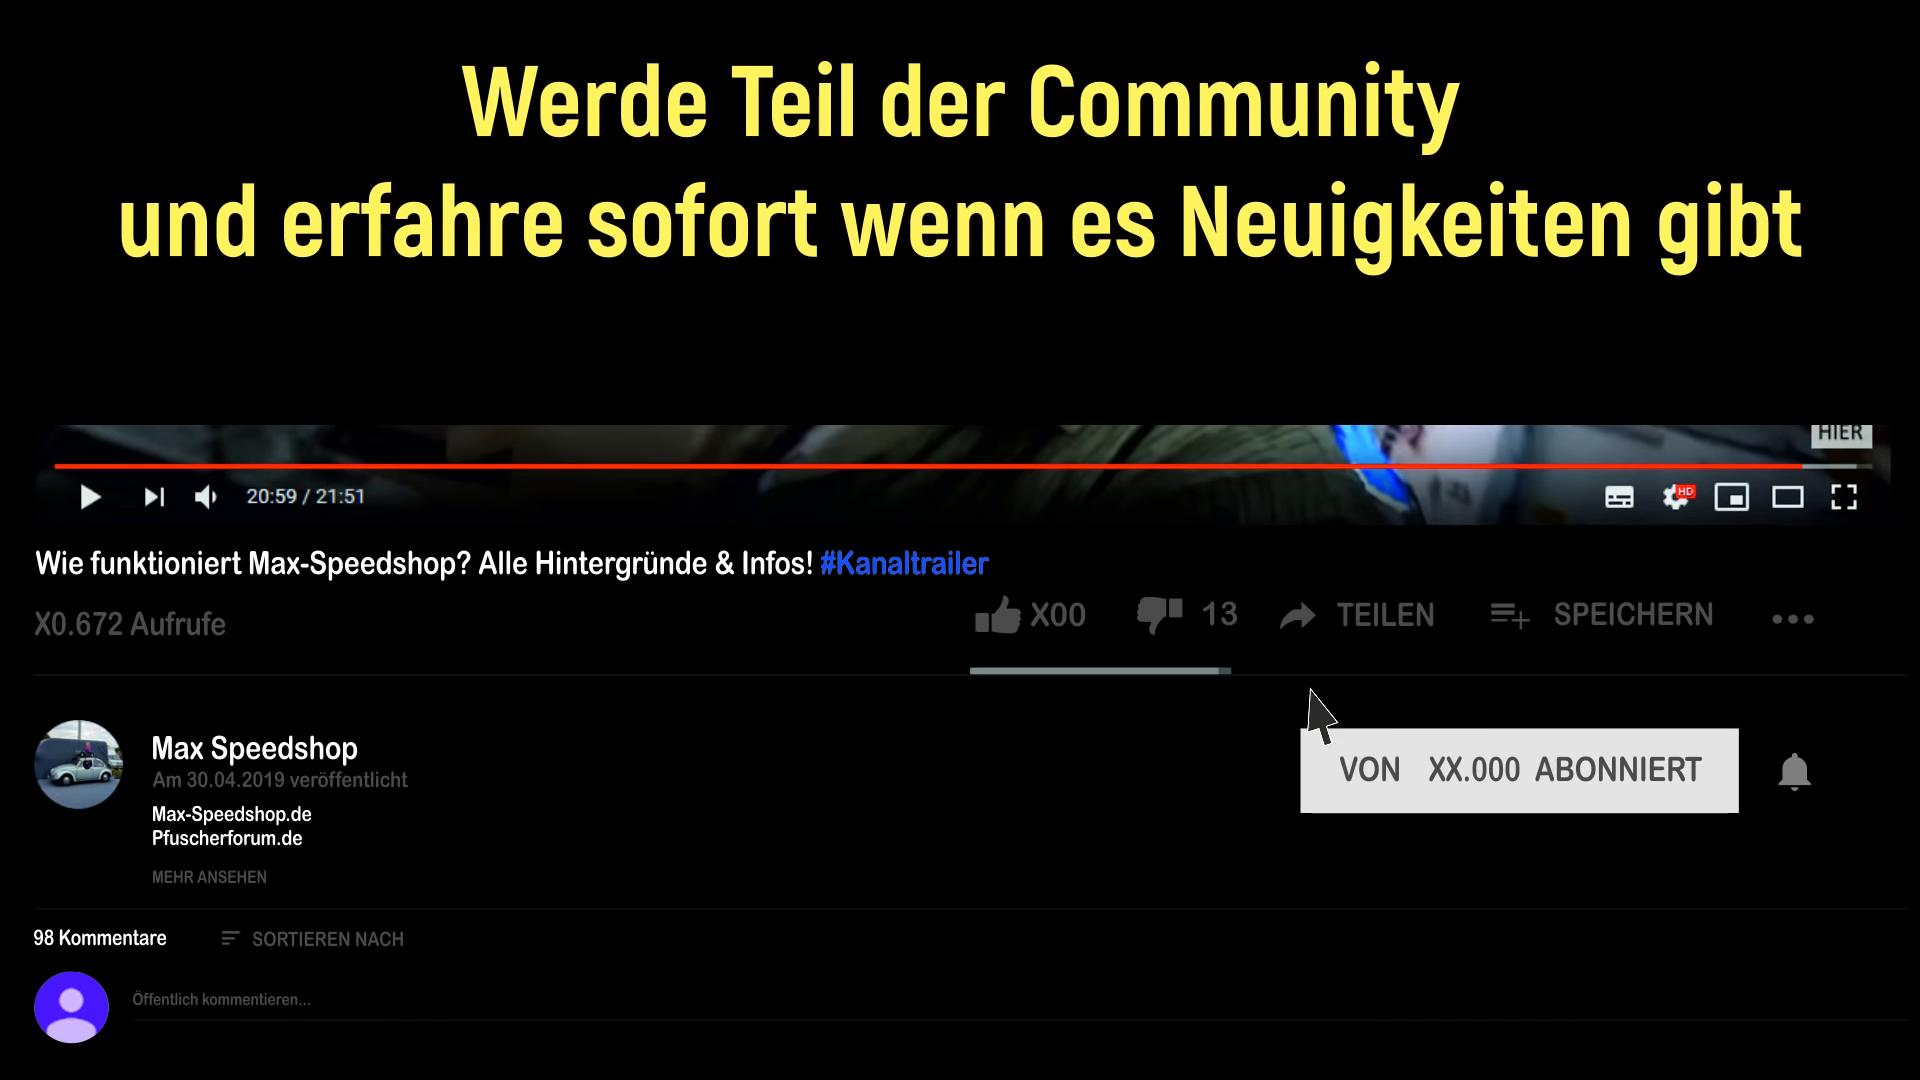 Werde Teil der Community
und erfahre sofort wenn es Neuigkeiten gibt
HIER
20:59 / 21:51
HD
Wie funktioniert Max-Speedshop? Alle Hintergründe & Infos! #Kanaltrailer
X0.672 Aufrufe
X00 13 TEILEN SPEICHERN
Max Speedshop
Am 30.04.2019 veröffentlicht
VON XX.000 ABONNIERT
Max-Speedshop.de
Pfuscherforum.de
MEHR ANSEHEN
98 Kommentare SORTIEREN NACH
Öffentlich kommentieren...